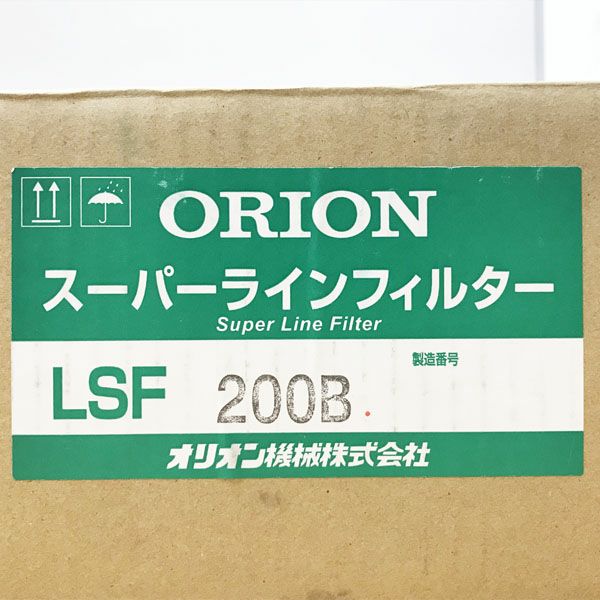 ORION
スーパーラインフィルター
Super Line Filter
製造番号
LSF 200B
オリオン機械株式会社